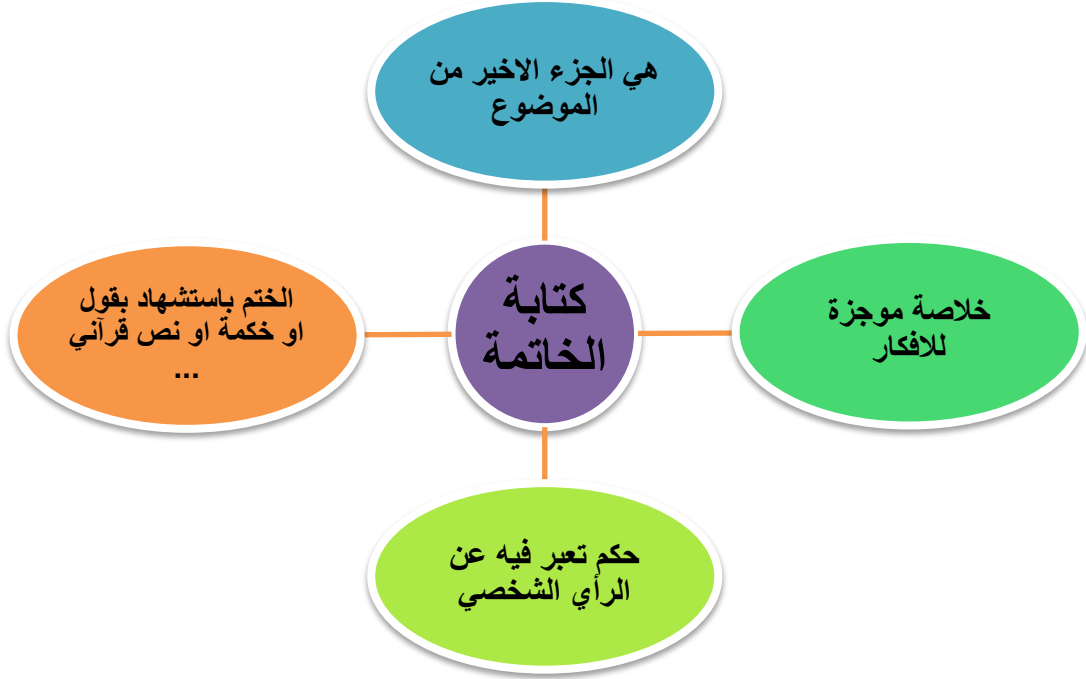 هي الجزء الاخير من
الموضوع
كتابة
الخاتمة
خلاصة موجزة
للافكار
الختم باستشهاد بقول
او خكمة او نص قرآني
...
حكم تعبر فيه عن
الرأي الشخصي